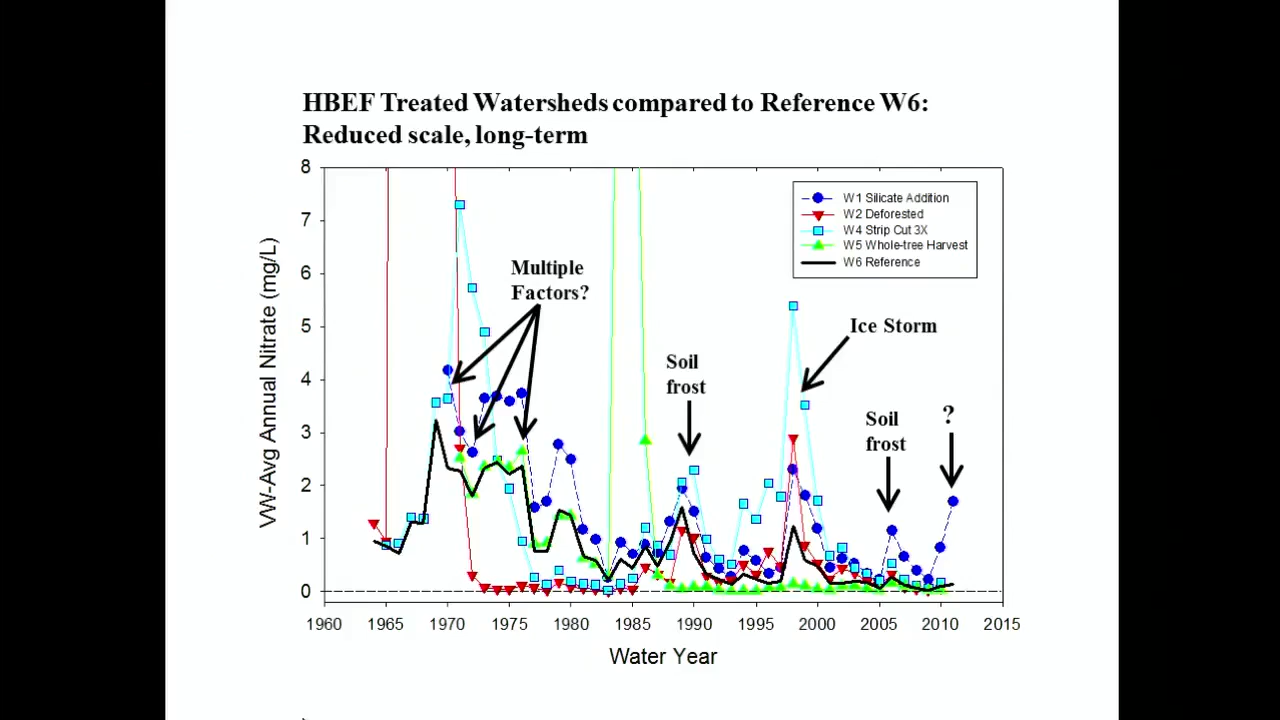 HBEF Treated Watersheds compared to Reference W6:
Reduced scale, long-term
8
7
6
5
4
3
2
1
0
VW-Avg Annual Nitrate (mg/L)
W1 Silicate Addition
W2 Deforested
W4 Strip Cut 3X
W5 Whole-tree Harvest
W6 Reference
Multiple
Factors?
Soil
frost
Ice Storm
Soil
frost
?
1960 1965 1970 1975 1980 1985 1990 1995 2000 2005 2010 2015
Water Year